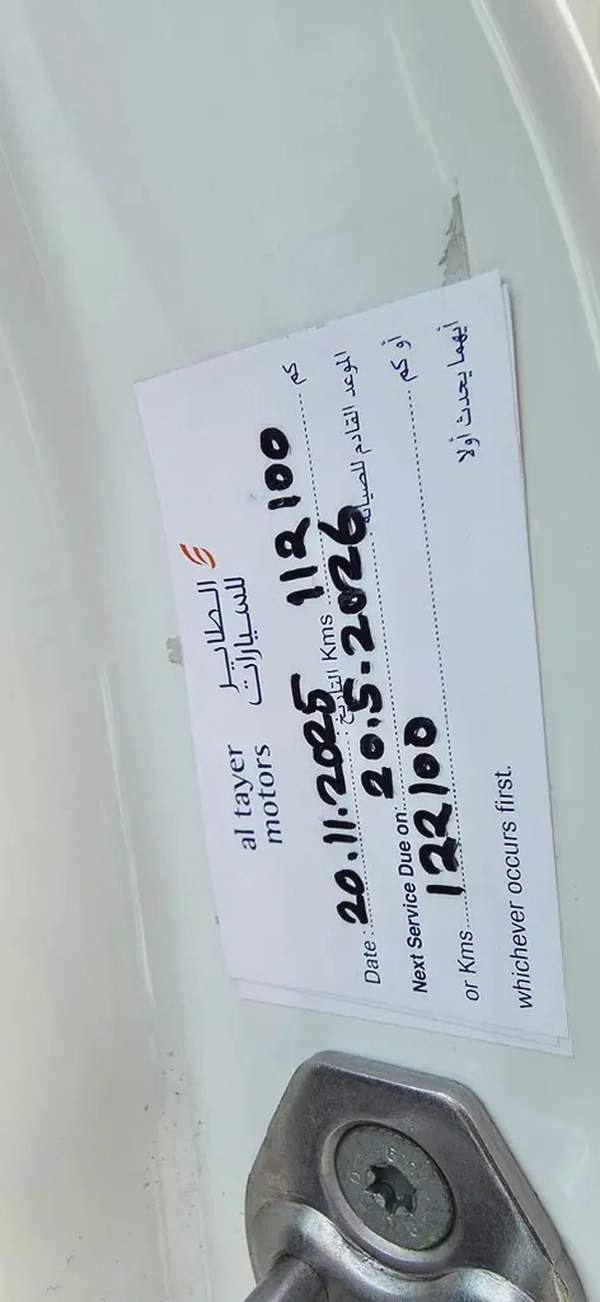 al tayer الطاير
motors للسيارات
Date : 20.11.2025 التاريخ : Kms 112100 كم
Next Service Due on: 20.5.2026 الموعد القادم للصيانة
or Kms 122100 أو كم
whichever occurs first. أيهما يحدث أولا